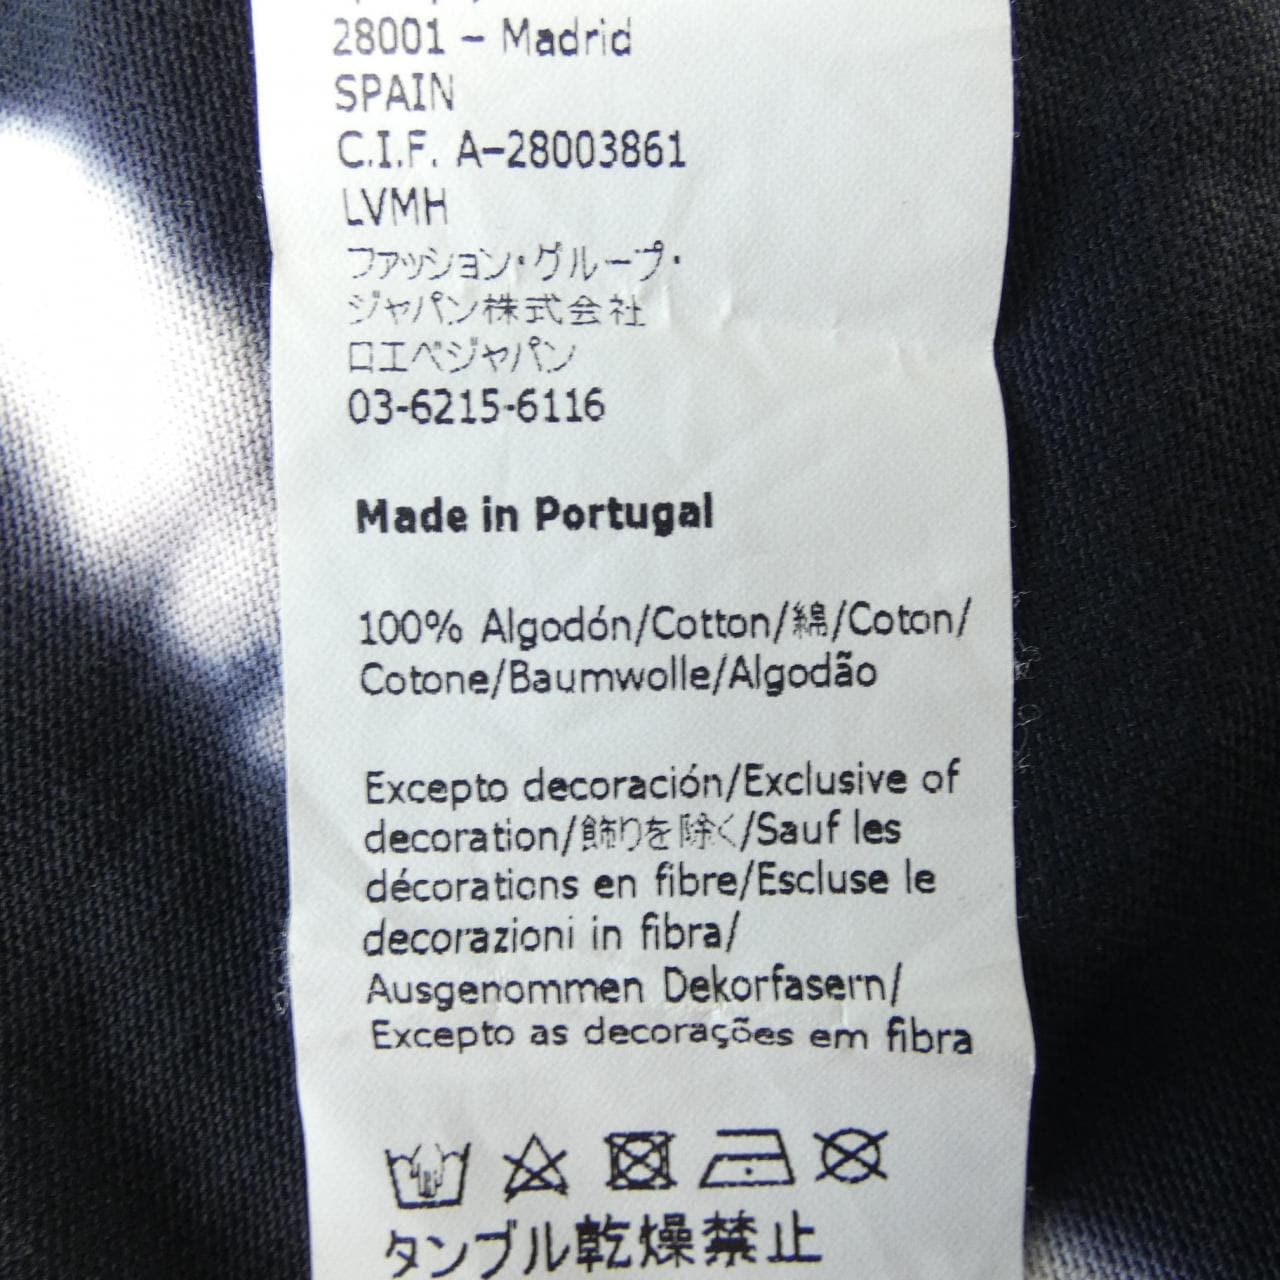 28001 – Madrid
SPAIN
C.I.F. A–28003861
LVMH
ファッション・グループ・
ジャパン株式会社
ロエベジャパン
03-6215-6116
Made in Portugal
100% Algodón/Cotton/綿/Coton/
Cotone/Baumwolle/Algodão
Excepto decoración/Exclusive of
decoration/飾りを除く/Sauf les
décorations en fibre/Escluse le
decorazioni in fibra/
Ausgenommen Dekorfasern/
Excepto as decorações em fibra
タンブル乾燥禁止